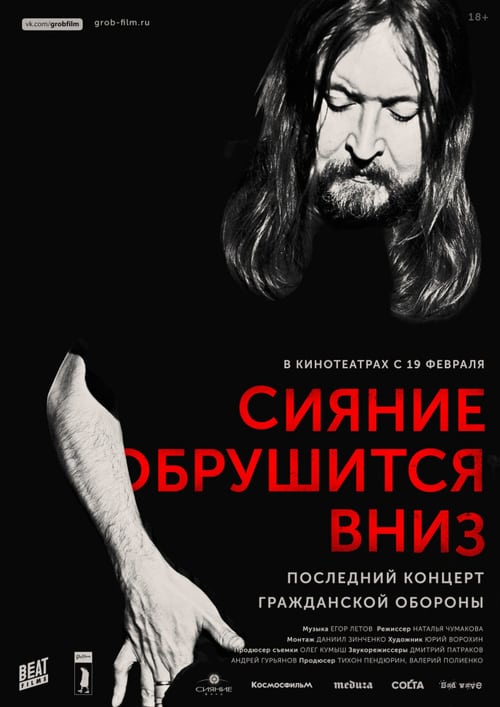 vk.com/grobfilm
grob-film.ru
18+
В КИНОТЕАТРАХ С 19 ФЕВРАЛЯ
СИЯНИЕ
ОБРУШИТСЯ
ВНИЗ
ПОСЛЕДНИЙ КОНЦЕРТ
ГРАЖДАНСКОЙ ОБОРОНЫ
Музыка ЕГОР ЛЕТОВ Режиссер НАТАЛЬЯ ЧУМАКОВА
Монтаж ДАНИИЛ ЗИНЧЕНКО Художник ЮРИЙ ВОРОХИН
Продюсер съемки ОЛЕГ КУМЫШ Звукорежиссеры ДМИТРИЙ ПАТРАКОВ
АНДРЕЙ ГУРЬЯНОВ Продюсер ТИХОН ПЕНДЮРИН, ВАЛЕРИЙ ПОЛИЕНКО
BEAT
FILMS
СИЯНИЕ
КОСМОСФИЛЬМ
meduza
СОЛТА